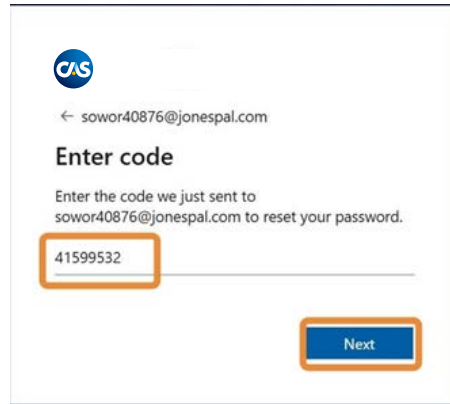 CAS
← sowor40876@jonespal.com
Enter code
Enter the code we just sent to
sowor40876@jonespal.com to reset your password.
41599532
Next